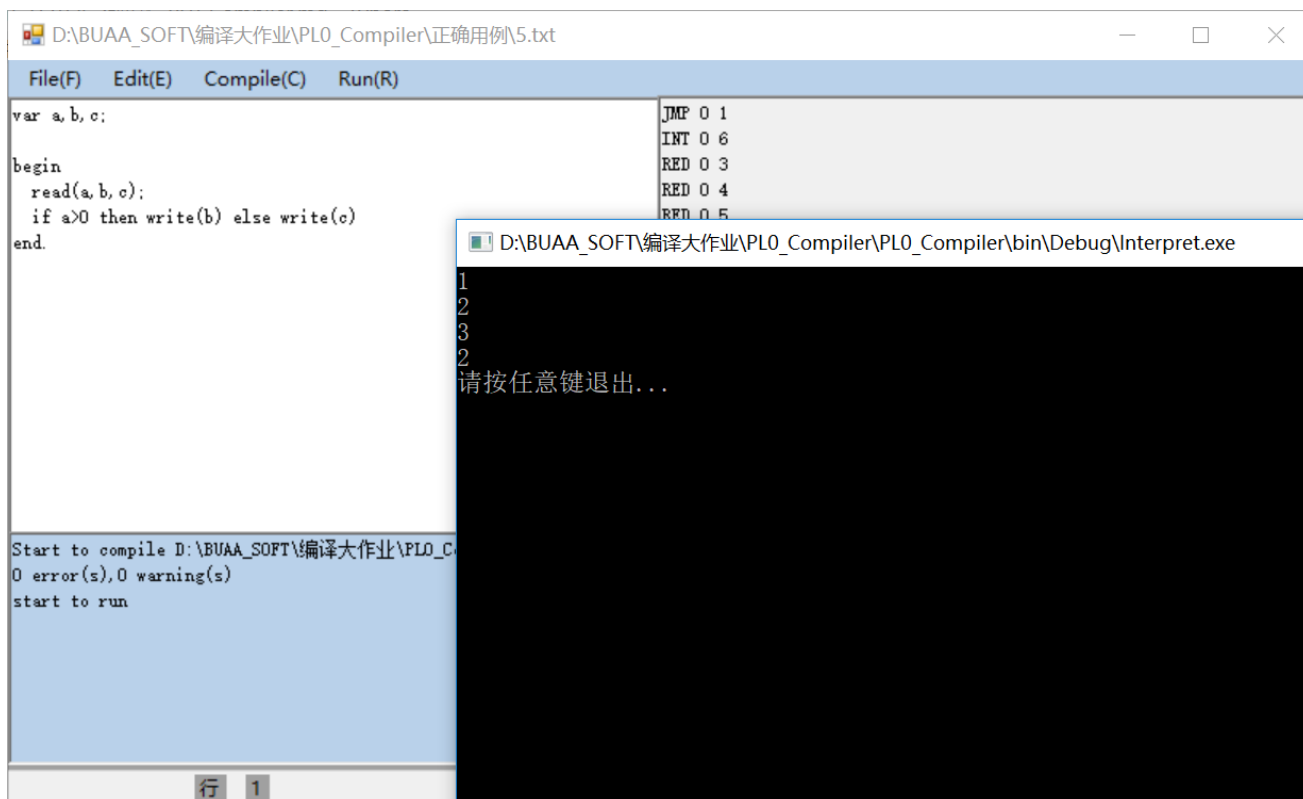 D:\BUAA_SOFT\编译大作业\PL0_Compiler\正确用例\5.txt
File(F) Edit(E) Compile(C) Run(R)
var a,b,c;
begin
read(a,b,c);
if a>0 then write(b) else write(c)
end.
JMP 0 1
INT 0 6
RED 0 3
RED 0 4
RED 0 5
D:\BUAA_SOFT\编译大作业\PL0_Compiler\PL0_Compiler\bin\Debug\Interpret.exe
1
2
3
2
请按任意键退出...
Start to compile D:\BUAA_SOFT\编译大作业\PL0_C
0 error(s),0 warning(s)
start to run
行 1